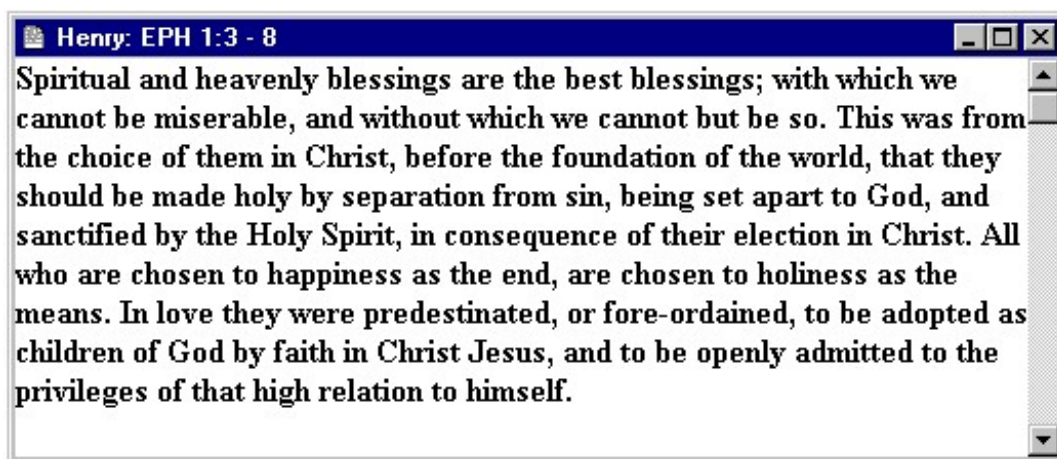 Henry: EPH 1:3 - 8
Spiritual and heavenly blessings are the best blessings; with which we
cannot be miserable, and without which we cannot but be so. This was from
the choice of them in Christ, before the foundation of the world, that they
should be made holy by separation from sin, being set apart to God, and
sanctified by the Holy Spirit, in consequence of their election in Christ. All
who are chosen to happiness as the end, are chosen to holiness as the
means. In love they were predestinated, or fore-ordained, to be adopted as
children of God by faith in Christ Jesus, and to be openly admitted to the
privileges of that high relation to himself.